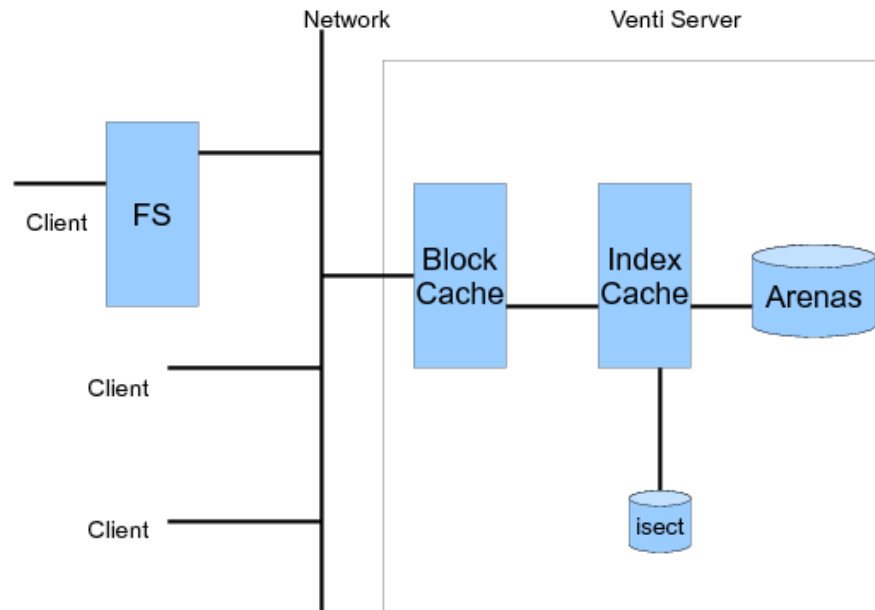 Network
Venti Server
FS
Client
Block
Cache
Index
Cache
Arenas
Client
isect
Client